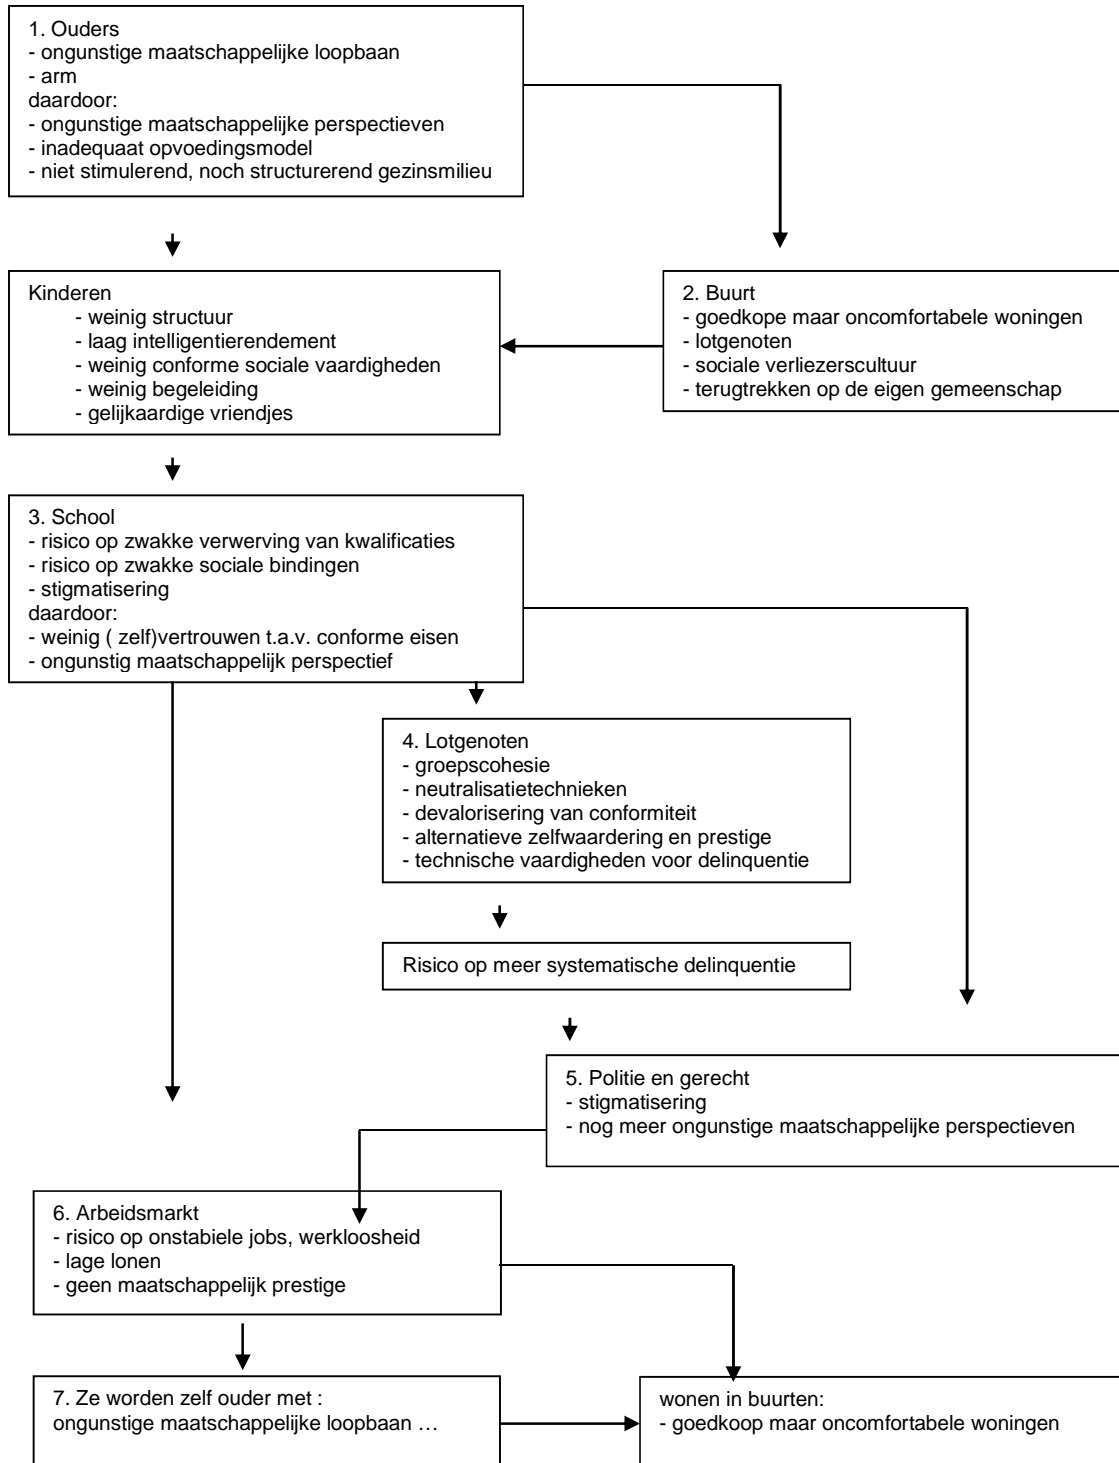 1. Ouders
- ongunstige maatschappelijke loopbaan
- arm
daardoor:
- ongunstige maatschappelijke perspectieven
- inadequaat opvoedingsmodel
- niet stimulerend, noch structurerend gezinsmilieu
Kinderen
- weinig structuur
- laag intelligentierendement
- weinig conforme sociale vaardigheden
- weinig begeleiding
- gelijkaardige vriendjes
2. Buurt
- goedkope maar oncomfortabele woningen
- lotgenoten
- sociale verliezerscultuur
- terugtrekken op de eigen gemeenschap
3. School
- risico op zwakke verwerving van kwalificaties
- risico op zwakke sociale bindingen
- stigmatisering
daardoor:
- weinig ( zelf)vertrouwen t.a.v. conforme eisen
- ongunstig maatschappelijk perspectief
4. Lotgenoten
- groepscohesie
- neutralisatietechnieken
- devalorisering van conformiteit
- alternatieve zelfwaardering en prestige
- technische vaardigheden voor delinquentie
Risico op meer systematische delinquentie
5. Politie en gerecht
- stigmatisering
- nog meer ongunstige maatschappelijke perspectieven
6. Arbeidsmarkt
- risico op onstabiele jobs, werkloosheid
- lage lonen
- geen maatschappelijk prestige
7. Ze worden zelf ouder met :
ongunstige maatschappelijke loopbaan …
wonen in buurten:
- goedkoop maar oncomfortabele woningen